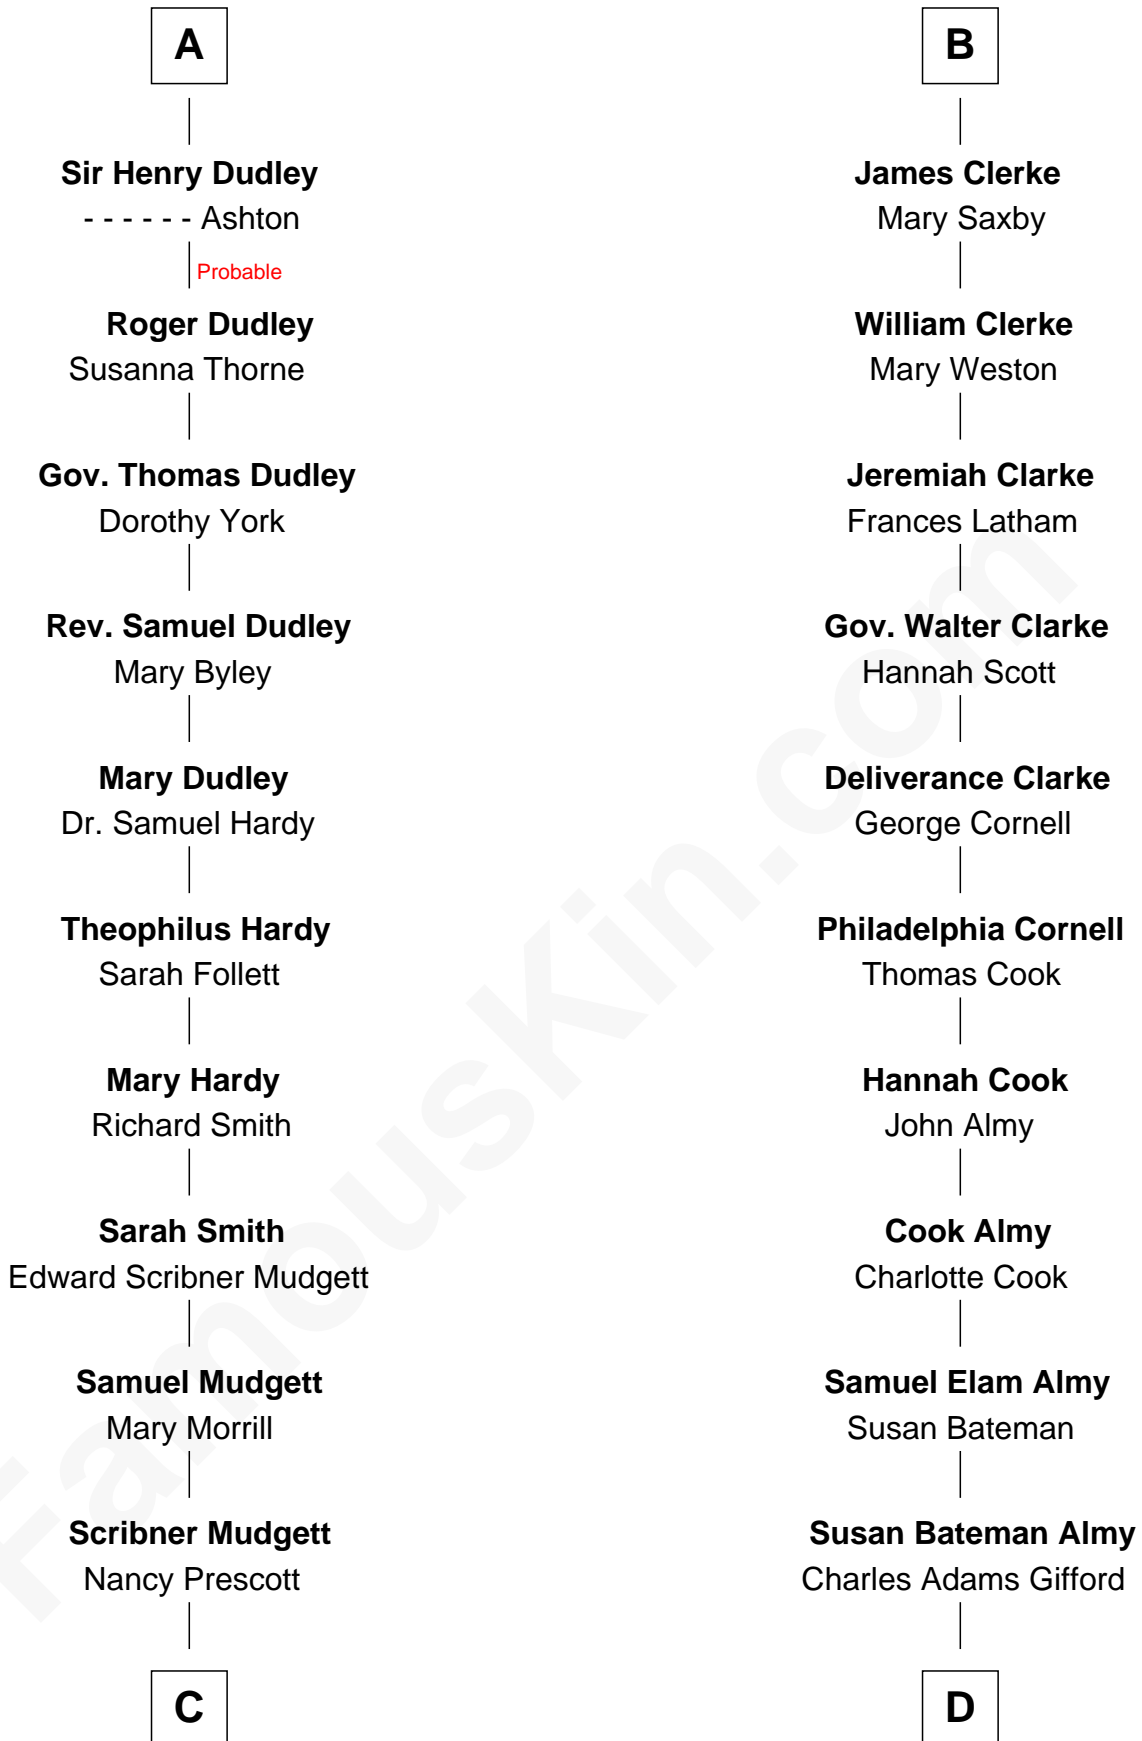 A
Sir Henry Dudley
- - - - - - Ashton
Probable
Roger Dudley
Susanna Thorne
Gov. Thomas Dudley
Dorothy York
Rev. Samuel Dudley
Mary Byley
Mary Dudley
Dr. Samuel Hardy
Theophilus Hardy
Sarah Follett
Mary Hardy
Richard Smith
Sarah Smith
Edward Scribner Mudgett
Samuel Mudgett
Mary Morrill
Scribner Mudgett
Nancy Prescott
C
B
James Clerke
Mary Saxby
William Clerke
Mary Weston
Jeremiah Clarke
Frances Latham
Gov. Walter Clarke
Hannah Scott
Deliverance Clarke
George Cornell
Philadelphia Cornell
Thomas Cook
Hannah Cook
John Almy
Cook Almy
Charlotte Cook
Samuel Elam Almy
Susan Bateman
Susan Bateman Almy
Charles Adams Gifford
D
FamousKin.com